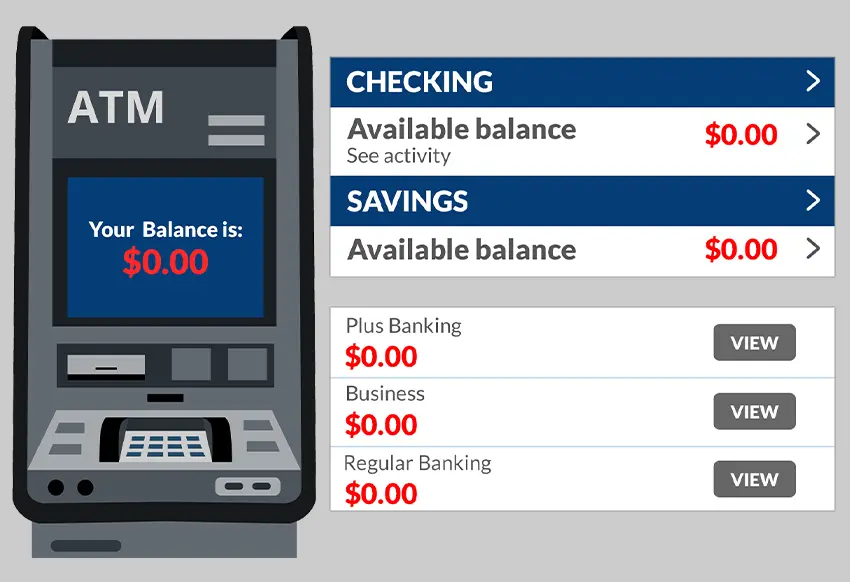 ATM
Your Balance is:
$0.00
CHECKING
Available balance $0.00
See activity
SAVINGS
Available balance $0.00
Plus Banking
$0.00
VIEW
Business
$0.00
VIEW
Regular Banking
$0.00
VIEW